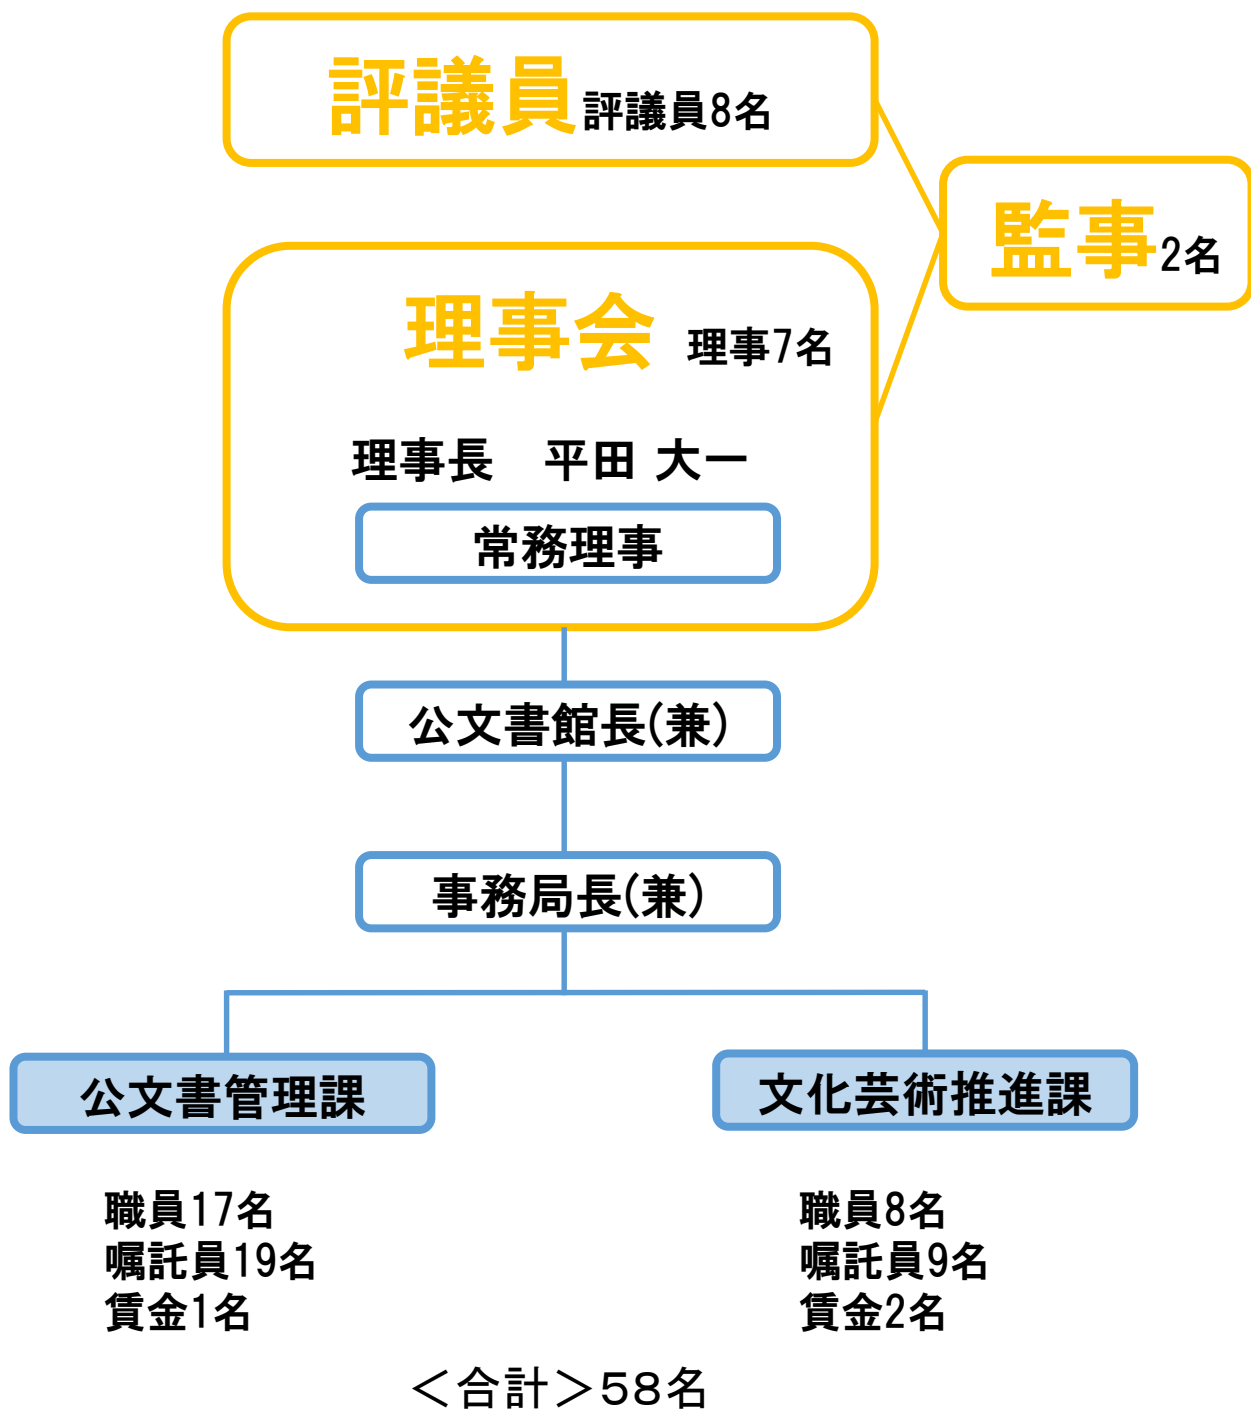 評議員 評議員8名
監事 2名
理事会 理事7名
理事長　平田 大一
常務理事
公文書館長(兼)
事務局長(兼)
公文書管理課
職員17名
嘱託員19名
賃金1名
文化芸術推進課
職員8名
嘱託員9名
賃金2名
＜合計＞58名